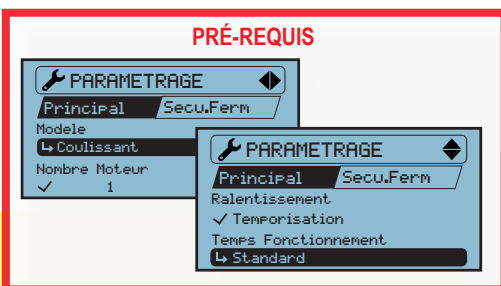 PRÉ-REQUIS
PARAMETRAGE
Principal Secu.Ferm
Modele
Coulissant
Nombre Moteur
1
PARAMETRAGE
Principal Secu.Ferm
Ralentissement
Temporisation
Temps Fonctionnement
Standard